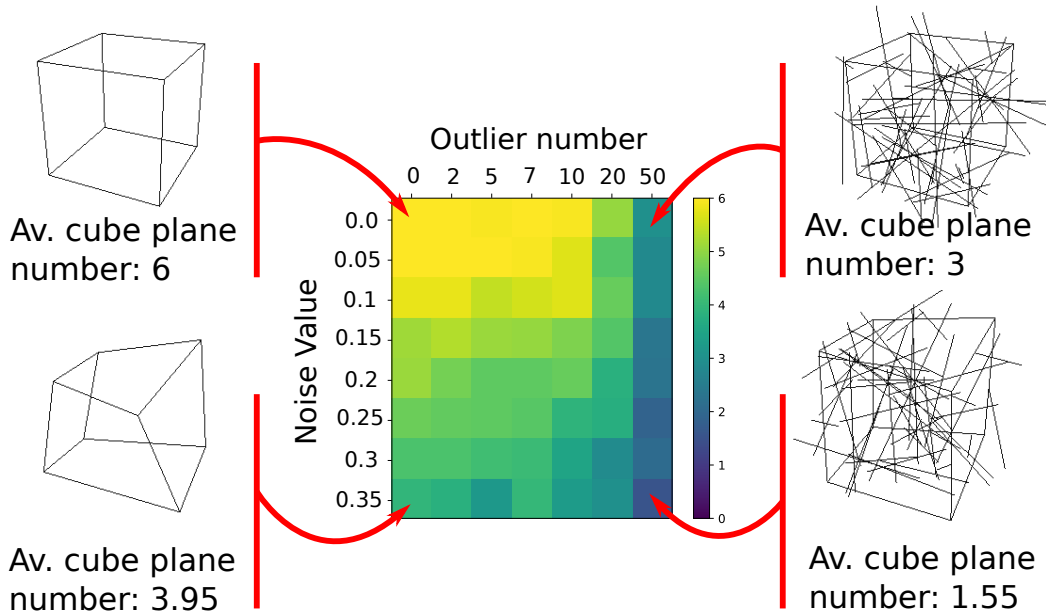 Av. cube plane
number: 6
Av. cube plane
number: 3.95
Outlier number
0 2 5 7 10 20 50
Noise Value
0.0
0.05
0.1
0.15
0.2
0.25
0.3
0.35
6
5
4
3
2
1
0
Av. cube plane
number: 3
Av. cube plane
number: 1.55